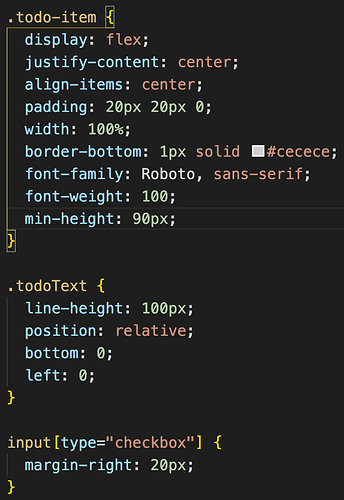 .todo-item {
  display: flex;
  justify-content: center;
  align-items: center;
  padding: 20px 20px 0;
  width: 100%;
  border-bottom: 1px solid #cecece;
  font-family: Roboto, sans-serif;
  font-weight: 100;
  min-height: 90px;
}
.todoText {
  line-height: 100px;
  position: relative;
  bottom: 0;
  left: 0;
}
input[type="checkbox"] {
  margin-right: 20px;
}